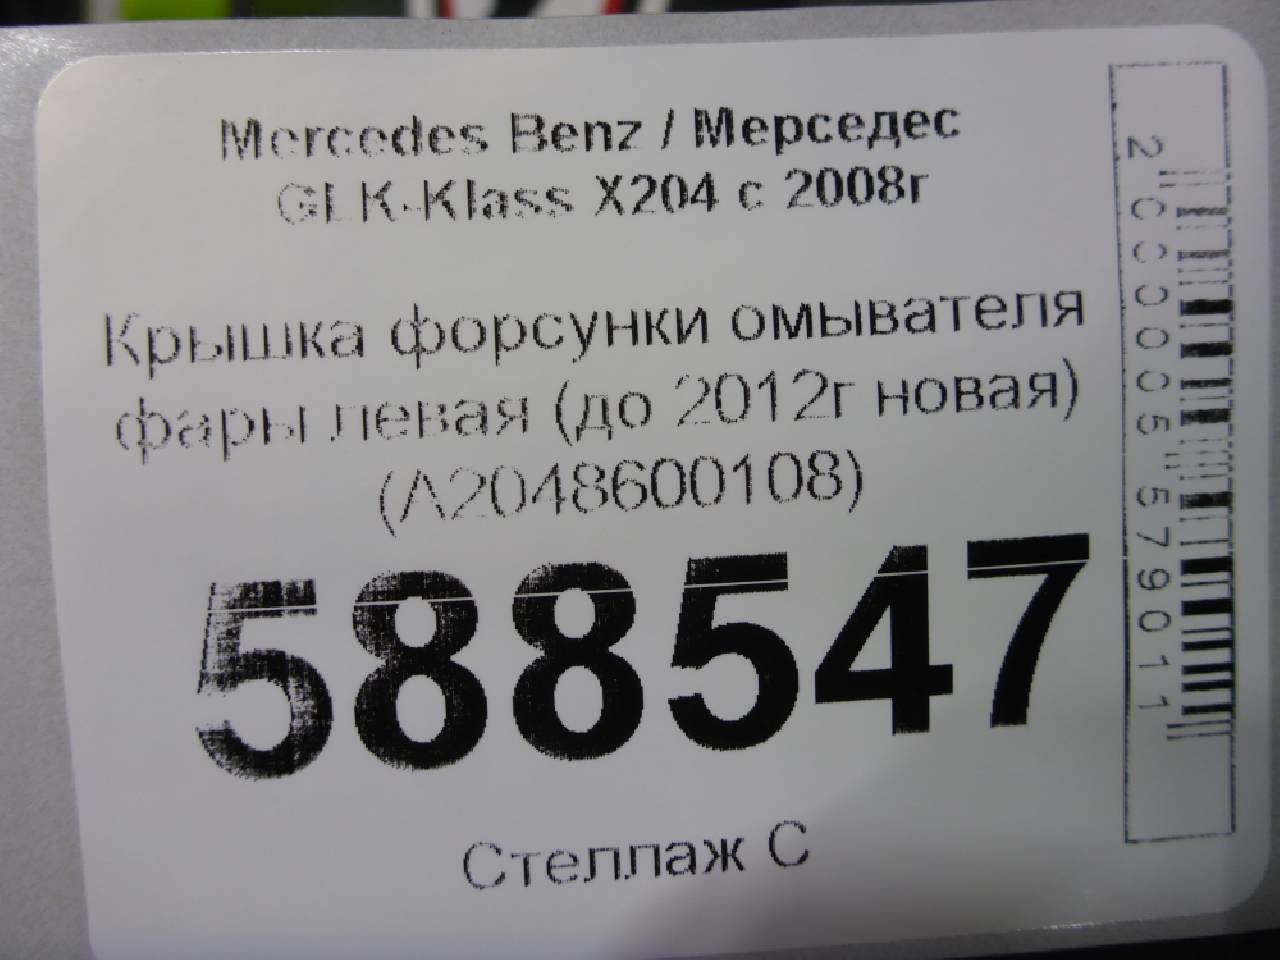 Mercedes Benz / Мерседес
GLK-Klass X204 с 2008г
Крышка форсунки омывателя
фары левая (до 2012г новая)
(A2048600108)
588547
Стеллаж С
2000005579011